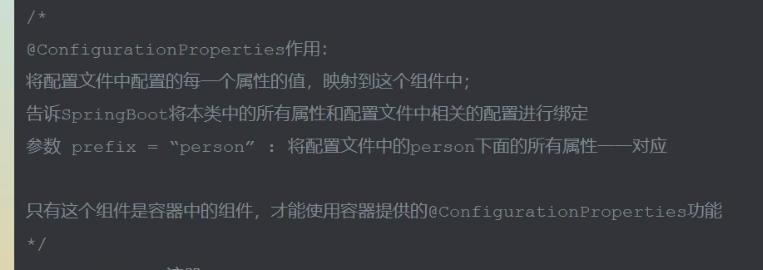 /*
@ConfigurationProperties作用：
将配置文件中配置的每一个属性的值，映射到这个组件中；
告诉SpringBoot将本类中的所有属性和配置文件中相关的配置进行绑定
参数 prefix = “person” : 将配置文件中的person下面的所有属性一一对应

只有这个组件是容器中的组件，才能使用容器提供的@ConfigurationProperties功能
*/